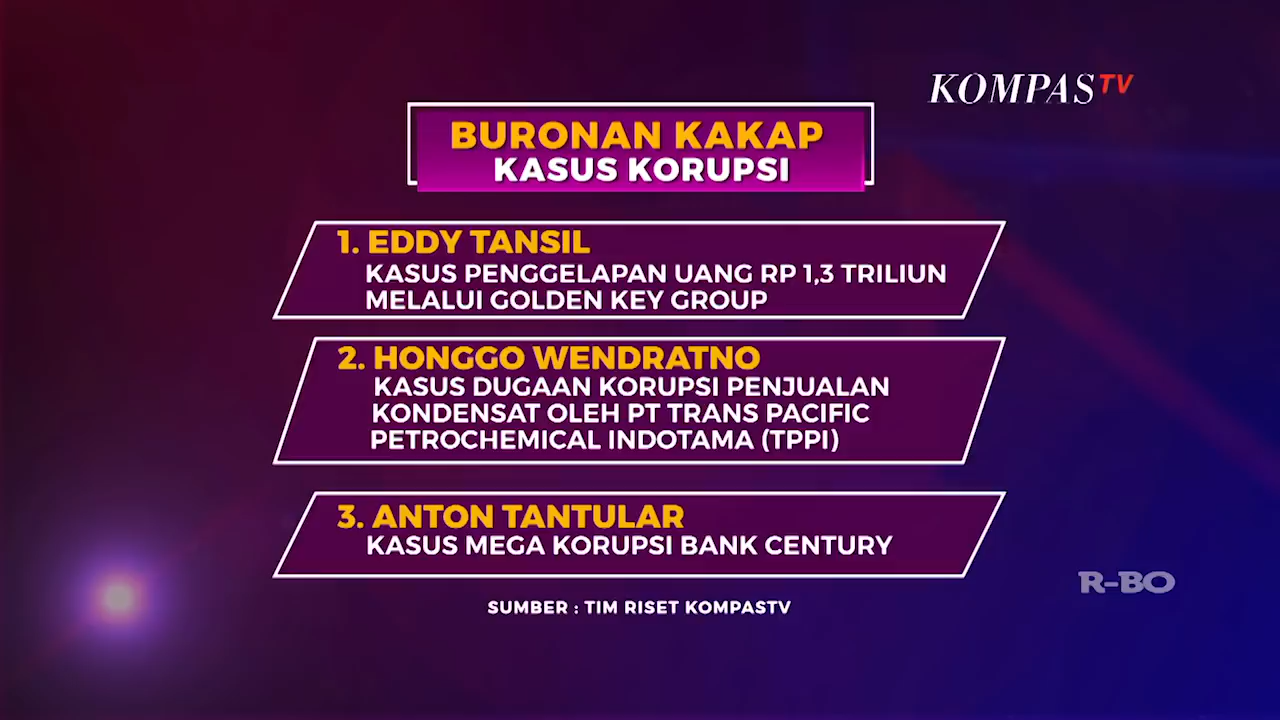 KOMPASTV
BURONAN KAKAP
KASUS KORUPSI
1. EDDY TANSIL
KASUS PENGGELAPAN UANG RP 1,3 TRILIUN
MELALUI GOLDEN KEY GROUP
2. HONGGO WENDRATNO
KASUS DUGAAN KORUPSI PENJUALAN
KONDENSAT OLEH PT TRANS PACIFIC
PETROCHEMICAL INDOTAMA (TPPI)
3. ANTON TANTULAR
KASUS MEGA KORUPSI BANK CENTURY
R-BO
SUMBER : TIM RISET KOMPASTV